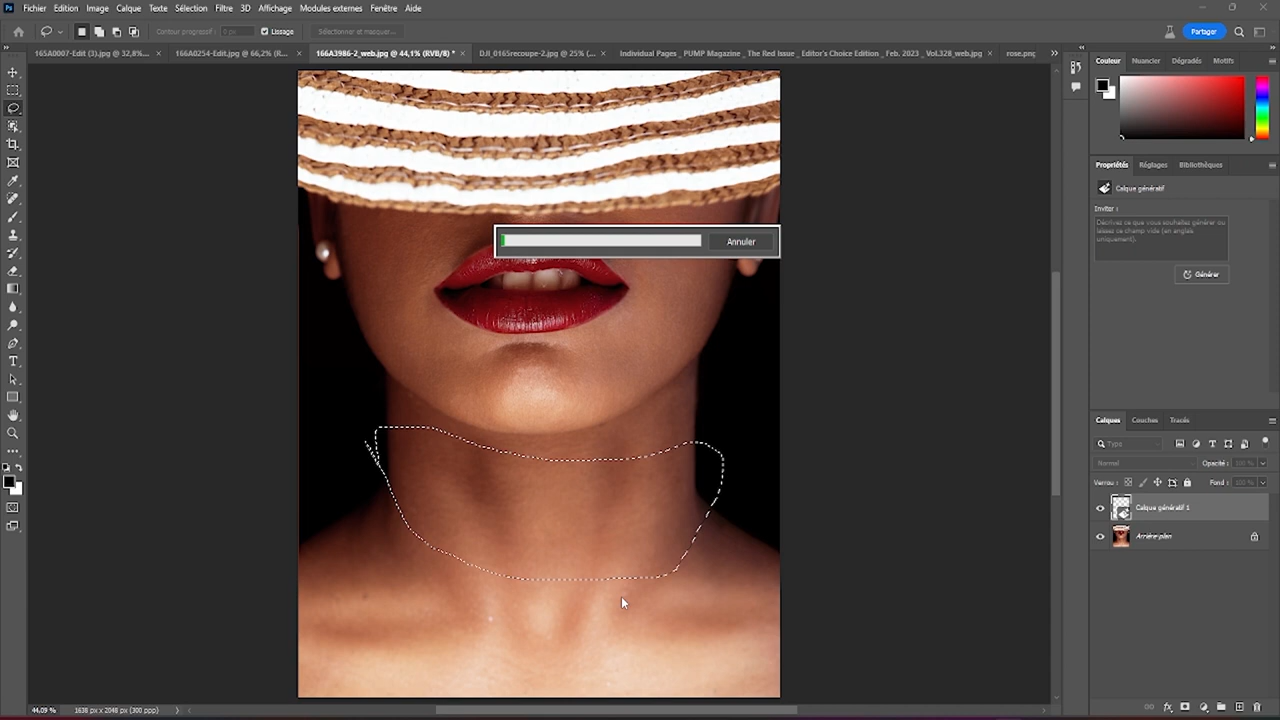 Ps Fichier Edition Image Calque Texte Sélection Filtre 3D Affichage Modules externes Fenêtre Aide
Contour progressif : 0 px Lissage Sélectionner et masquer... Partager
165A0007-Edit (3).jpg @ 32,8%... × 166A0254-Edit.jpg @ 66,2% (R... × 166A3986-2_web.jpg @ 44,1% (RVB/8) * × DJI_0165recoupe-2.jpg @ 25% (... × Individual Pages _ PUMP Magazine _ The Red Issue _ Editor's Choice Edition _ Feb. 2023 _ Vol.328_web.jpg × rose.png
Couleur Nuancier Dégradés Motifs
Propriétés Réglages Bibliothèques
Calque génératif
Inviter :
Décrivez ce que vous souhaitez générer ou
laissez ce champ vide (en anglais
uniquement).
Générer
Annuler
Calques Couches Tracés
Type
Normal Opacité : 100 %
Verrou : Fond : 100 %
Calque génératif 1
Arrière-plan
44,09 % 1638 px x 2048 px (300 ppp)
fx